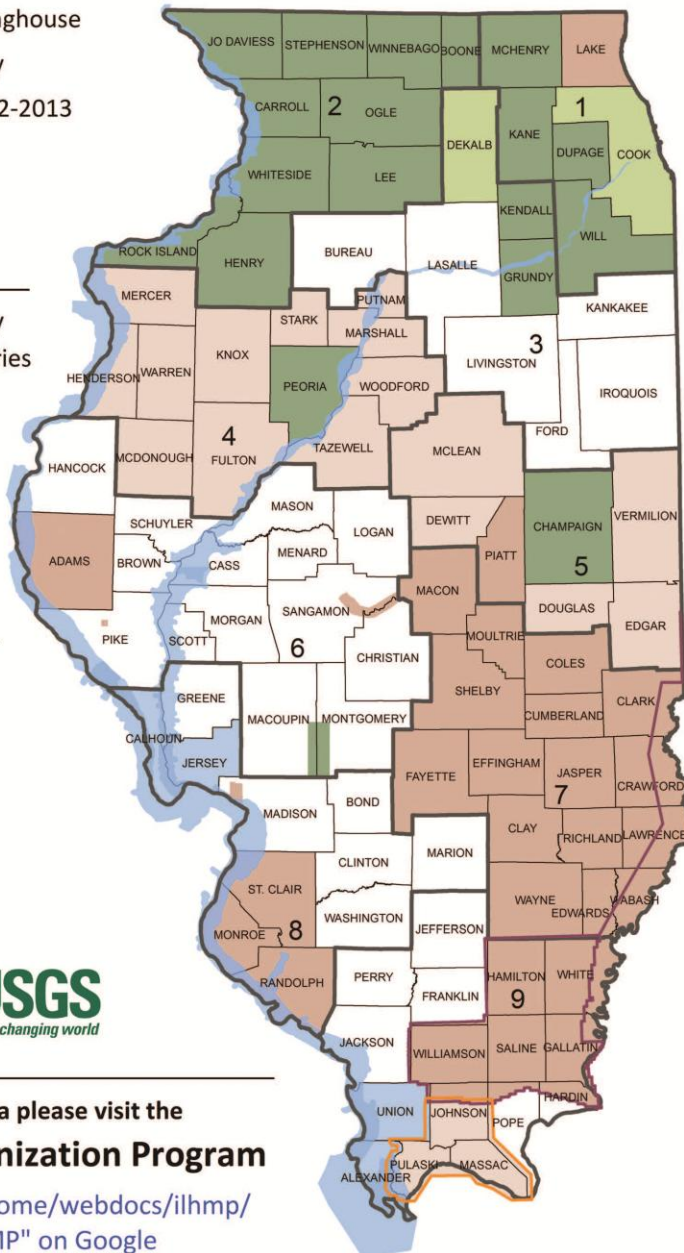 nghouse
2-2013
ries
JO DAVIESS
STEPHENSON
WINNEBAGO
BOONE
MCHENRY
LAKE
CARROLL
2
OGLE
DEKALB
KANE
1
DUPAGE
COOK
WHITESIDE
LEE
KENDALL
WILL
ROCK ISLAND
HENRY
BUREAU
LASALLE
GRUNDY
MERCER
PUTNAM
KANKAKEE
STARK
MARSHALL
HENDERSON
WARREN
KNOX
PEORIA
WOODFORD
LIVINGSTON
3
IROQUOIS
FORD
HANCOCK
MCDONOUGH
4
FULTON
TAZEWELL
MCLEAN
MASON
SCHUYLER
LOGAN
DEWITT
CHAMPAIGN
VERMILION
ADAMS
BROWN
CASS
MENARD
PIATT
5
MACON
DOUGLAS
PIKE
SCOTT
MORGAN
SANGAMON
6
CHRISTIAN
MOULTRIE
EDGAR
COLES
SHELBY
GREENE
CUMBERLAND
CLARK
CALHOUN
JERSEY
MACOUPIN
MONTGOMERY
FAYETTE
EFFINGHAM
JASPER
CRAWFORD
7
MADISON
BOND
CLAY
RICHLAND
LAWRENCE
CLINTON
MARION
ST. CLAIR
WAYNE
EDWARDS
WABASH
MONROE
8
WASHINGTON
JEFFERSON
RANDOLPH
PERRY
HAMILTON
WHITE
9
FRANKLIN
USGS
changing world
JACKSON
WILLIAMSON
SALINE
GALLATIN
HARDIN
UNION
JOHNSON
POPE
ALEXANDER
PULASKI
MASSAC
a please visit the
nization Program
ome/webdocs/ilhmp/
MP" on Google